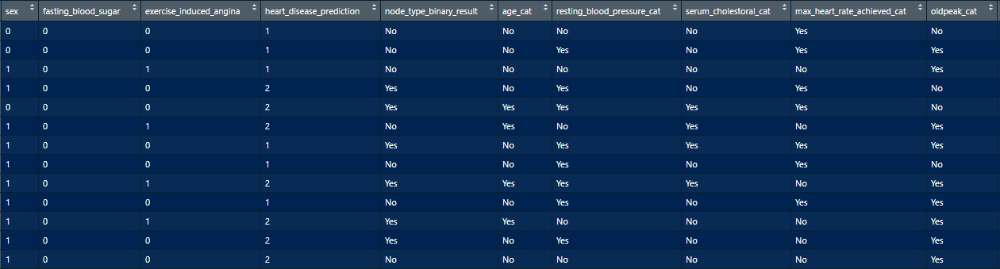 sex fasting_blood_sugar exercise_induced_angina heart_disease_prediction node_type_binary_result age_cat resting_blood_pressure_cat serum_cholestoral_cat max_heart_rate_achieved_cat oldpeak_cat
0 0 0 1 No No No No Yes No
0 0 0 1 No No Yes No Yes Yes
1 0 1 1 No No No No No Yes
1 0 0 2 Yes No Yes No Yes No
0 0 0 2 Yes Yes Yes Yes Yes No
1 0 1 2 No Yes No Yes No Yes
1 0 0 1 Yes No Yes Yes Yes Yes
1 0 0 1 No No Yes No Yes No
1 0 1 2 Yes Yes Yes Yes No Yes
1 0 0 1 No No Yes No Yes Yes
1 0 1 2 Yes Yes No No No Yes
1 0 0 2 Yes No Yes No No Yes
1 0 0 2 No No No No No Yes